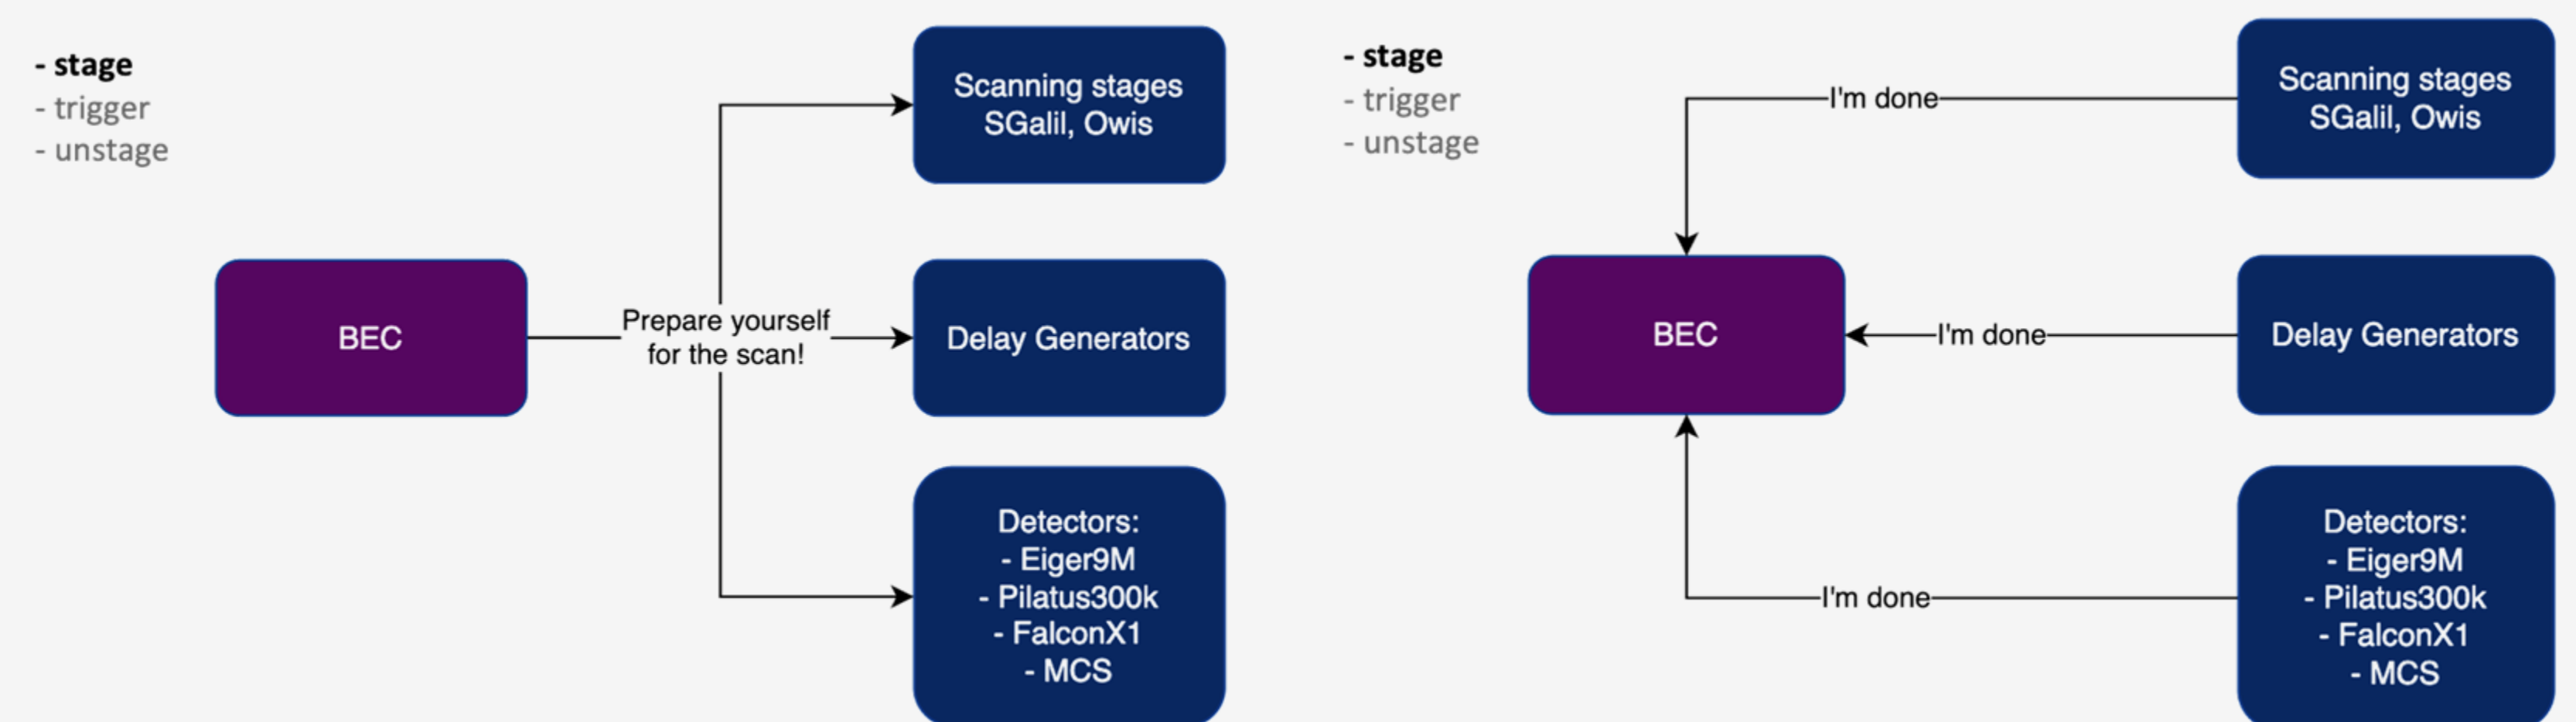 - stage
- trigger
- unstage
BEC
Prepare yourself
for the scan!
Scanning stages
SGalil, Owis
Delay Generators
Detectors:
- Eiger9M
- Pilatus300k
- FalconX1
- MCS
- stage
- trigger
- unstage
I'm done
Scanning stages
SGalil, Owis
BEC
I'm done
Delay Generators
I'm done
Detectors:
- Eiger9M
- Pilatus300k
- FalconX1
- MCS